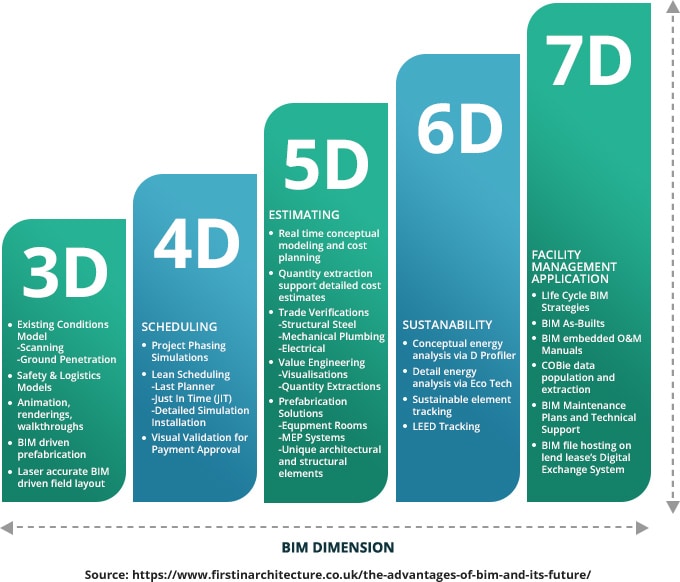 3D
• Existing Conditions
Model
-Scanning
-Ground Penetration
• Safety & Logistics
Models
• Animation,
renderings,
walkthroughs
• BIM driven
prefabrication
• Laser accurate BIM
driven field layout
4D
SCHEDULING
• Project Phasing
Simulations
• Lean Scheduling
-Last Planner
-Just In Time (JIT)
-Detailed Simulation
Installation
• Visual Validation for
Payment Approval
5D
ESTIMATING
• Real time conceptual
modeling and cost
planning
• Quantity extraction
support detailed cost
estimates
• Trade Verifications
-Structural Steel
-Mechanical Plumbing
-Electrical
• Value Engineering
-Visualisations
-Quantity Extractions
• Prefabrication
Solutions
-Equpment Rooms
-MEP Systems
-Unique architectural
and structural
elements
6D
SUSTANABILITY
• Conceptual energy
analysis via D Profiler
• Detail energy
analysis via Eco Tech
• Sustainable element
tracking
• LEED Tracking
7D
FACILITY
MANAGEMENT
APPLICATION
• Life Cycle BIM
Strategies
• BIM As-Builts
• BIM embedded O&M
Manuals
• COBie data
population and
extraction
• BIM Maintenance
Plans and Technical
Support
• BIM file hosting on
lend lease's Digital
Exchange System
BIM DIMENSION
Source: https://www.firstinarchitecture.co.uk/the-advantages-of-bim-and-its-future/